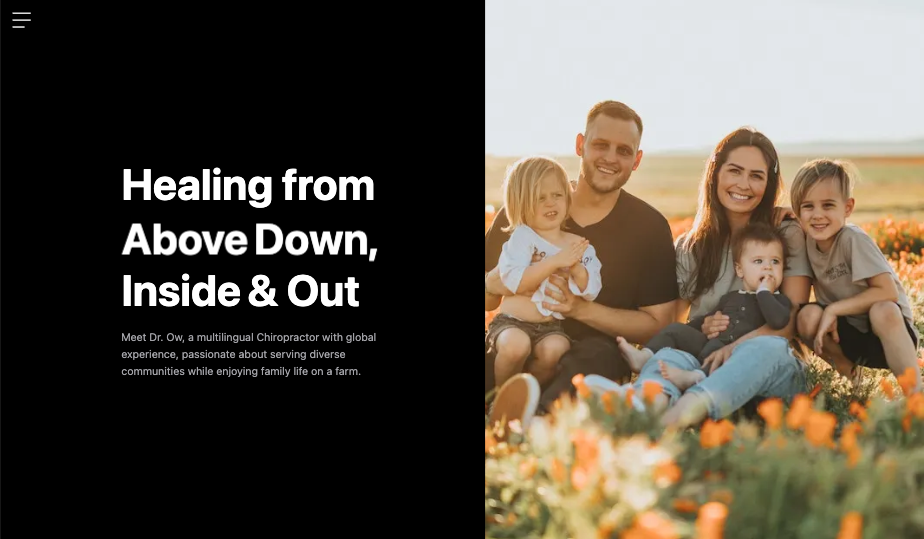 Healing from
Above Down,
Inside & Out
Meet Dr. Ow, a multilingual Chiropractor with global
experience, passionate about serving diverse
communities while enjoying family life on a farm.